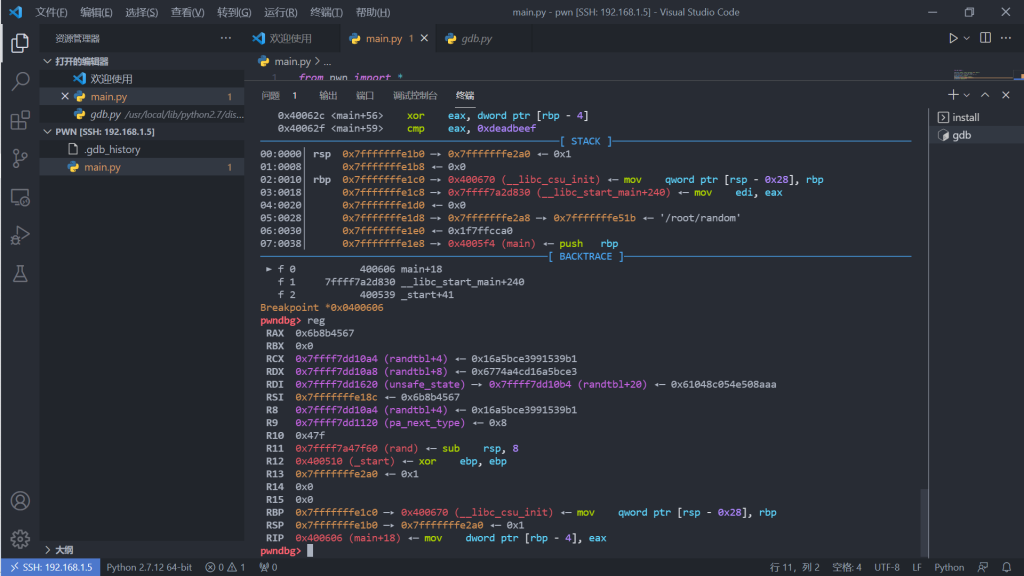 文件(F) 编辑(E) 选择(S) 查看(V) 转到(G) 运行(R) 终端(T) 帮助(H) main.py - pwn [SSH: 192.168.1.5] - Visual Studio Code
资源管理器 ··· 欢迎使用 main.py 1 gdb.py
打开的编辑器
欢迎使用
main.py 1
gdb.py /usr/local/lib/python2.7/dis...
PWN [SSH: 192.168.1.5]
.gdb_history
main.py 1
大纲
main.py > ...
1 from pwn import *
问题 1 输出 端口 调试控制台 终端
install
gdb
0x40062c <main+56> xor eax, dword ptr [rbp - 4]
0x40062f <main+59> cmp eax, 0xdeadbeef
[ STACK ]
00:0000│ rsp 0x7fffffffe1b0 —▸ 0x7fffffffe2a0 ◂— 0x1
01:0008│ 0x7fffffffe1b8 ◂— 0x0
02:0010│ rbp 0x7fffffffe1c0 —▸ 0x400670 (__libc_csu_init) ◂— mov qword ptr [rsp - 0x28], rbp
03:0018│ 0x7fffffffe1c8 —▸ 0x7ffff7a2d830 (__libc_start_main+240) ◂— mov edi, eax
04:0020│ 0x7fffffffe1d0 ◂— 0x0
05:0028│ 0x7fffffffe1d8 —▸ 0x7fffffffe2a8 —▸ 0x7fffffffe51b ◂— '/root/random'
06:0030│ 0x7fffffffe1e0 ◂— 0x1f7ffcca0
07:0038│ 0x7fffffffe1e8 —▸ 0x4005f4 (main) ◂— push rbp
[ BACKTRACE ]
► f 0 400606 main+18
f 1 7ffff7a2d830 __libc_start_main+240
f 2 400539 _start+41
Breakpoint *0x0400606
pwndbg> reg
RAX 0x6b8b4567
RBX 0x0
RCX 0x7ffff7dd10a4 (randtbl+4) ◂— 0x16a5bce3991539b1
RDX 0x7ffff7dd10a8 (randtbl+8) ◂— 0x6774a4cd16a5bce3
RDI 0x7ffff7dd1620 (unsafe_state) —▸ 0x7ffff7dd10b4 (randtbl+20) ◂— 0x61048c054e508aaa
RSI 0x7fffffffe18c ◂— 0x6b8b4567
R8 0x7ffff7dd10a4 (randtbl+4) ◂— 0x16a5bce3991539b1
R9 0x7ffff7dd1120 (pa_next_type) ◂— 0x8
R10 0x47f
R11 0x7ffff7a47f60 (rand) ◂— sub rsp, 8
R12 0x400510 (_start) ◂— xor ebp, ebp
R13 0x7fffffffe2a0 ◂— 0x1
R14 0x0
R15 0x0
RBP 0x7fffffffe1c0 —▸ 0x400670 (__libc_csu_init) ◂— mov qword ptr [rsp - 0x28], rbp
RSP 0x7fffffffe1b0 —▸ 0x7fffffffe2a0 ◂— 0x1
RIP 0x400606 (main+18) ◂— mov dword ptr [rbp - 4], eax
pwndbg>
SSH: 192.168.1.5 Python 2.7.12 64-bit 0 1 0 行 11，列 2 空格: 4 UTF-8 LF Python